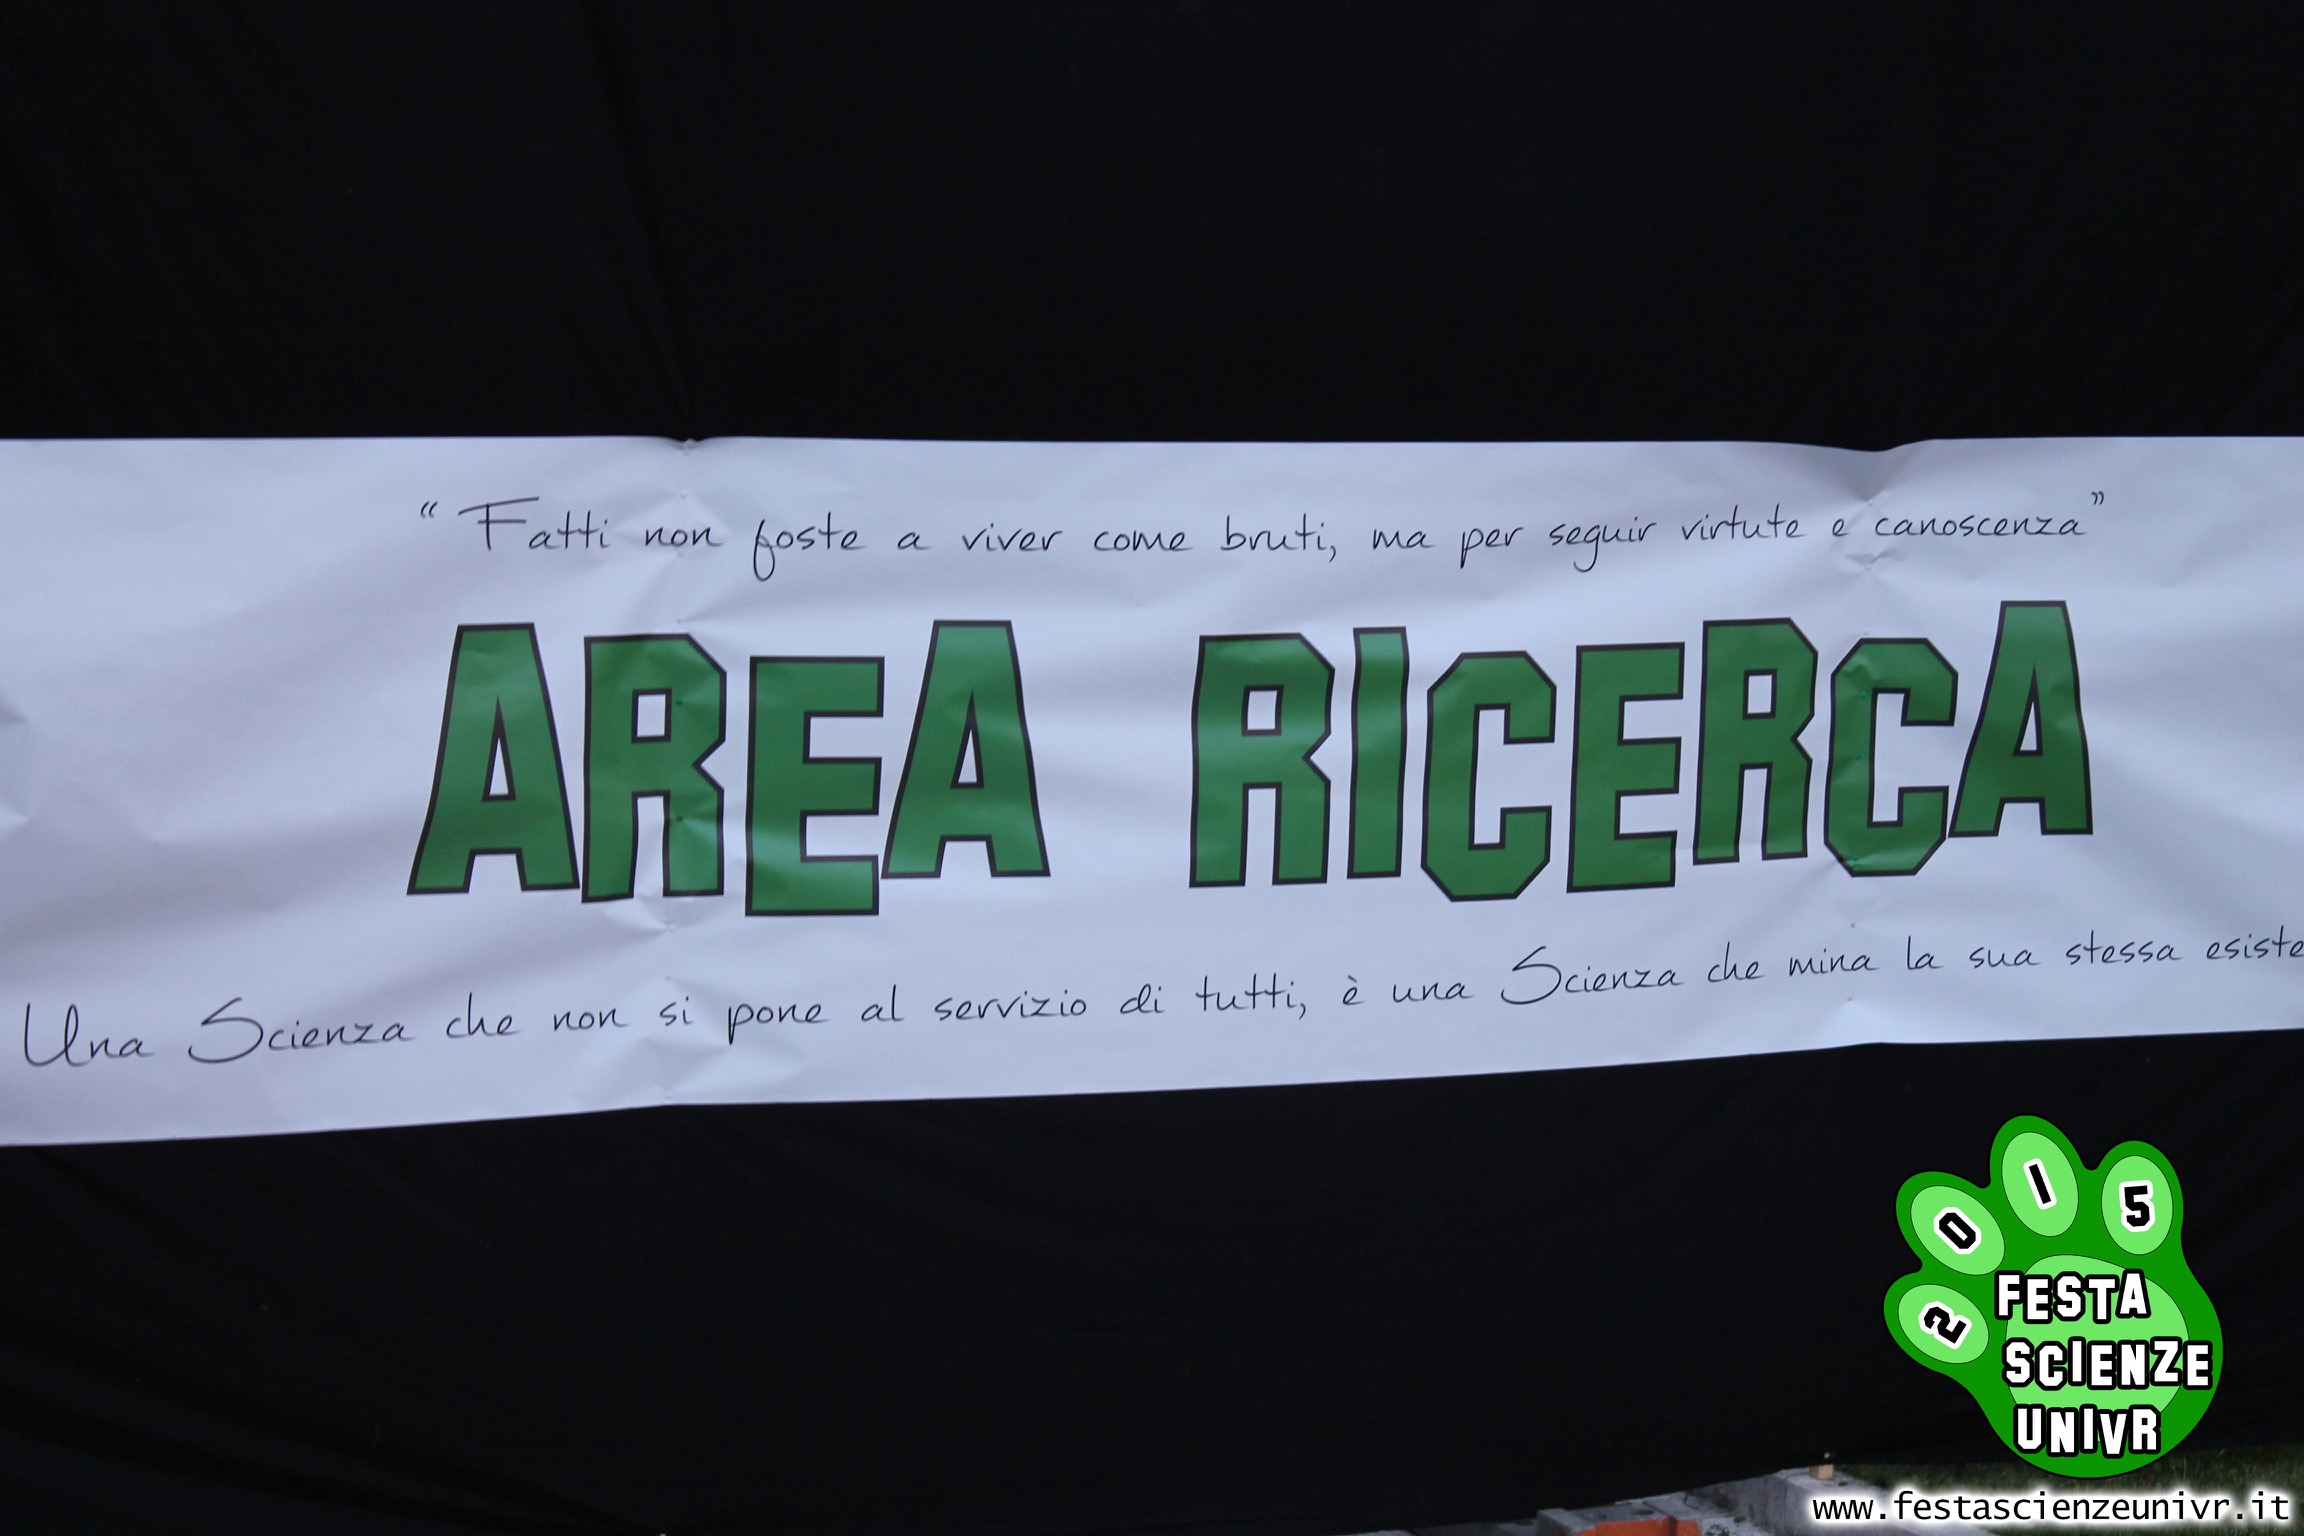 “Fatti non foste a viver come bruti, ma per seguir virtute e canoscenza”
AREA RICERCA
Una Scienza che non si pone al servizio di tutti, è una Scienza che mina la sua stessa esiste
2015
FESTA
SCIENZE
UNIVR
www.festascienzeunivr.it